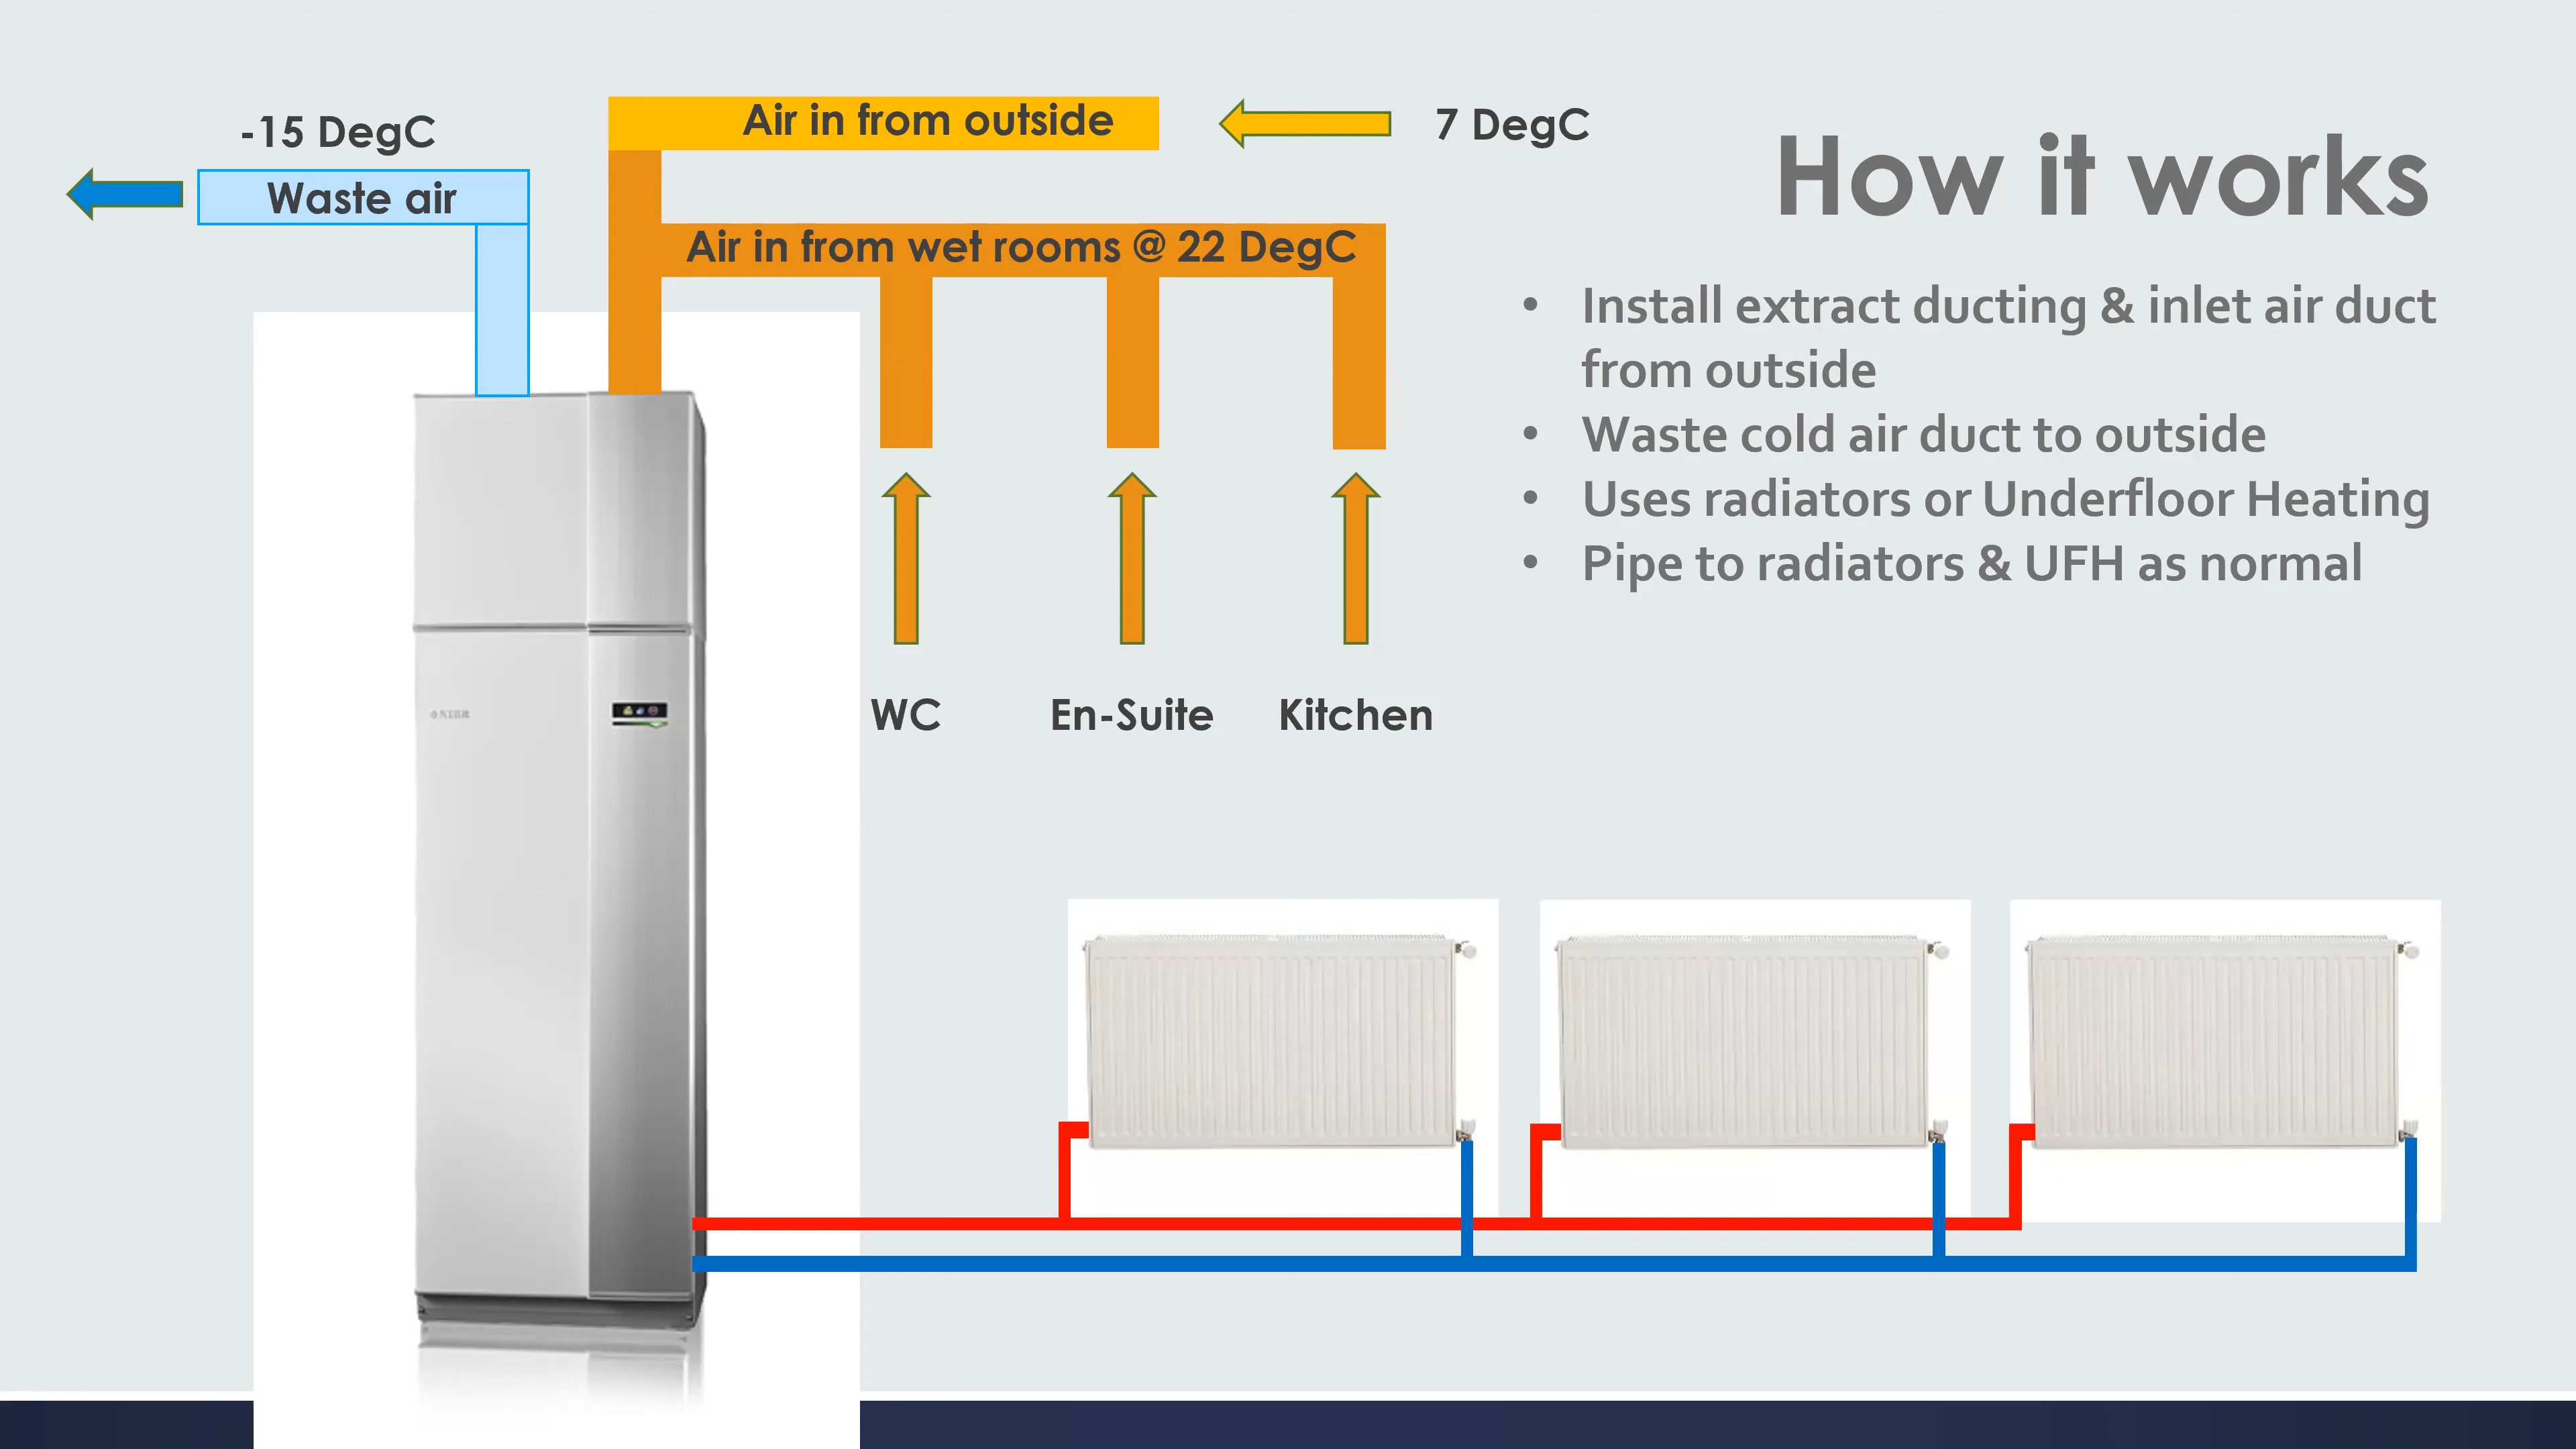 How it works
-15 DegC
Waste air
Air in from outside
7 DegC
Air in from wet rooms @ 22 DegC
WC
En-Suite
Kitchen
• Install extract ducting & inlet air duct
from outside
• Waste cold air duct to outside
• Uses radiators or Underfloor Heating
• Pipe to radiators & UFH as normal
NIBE